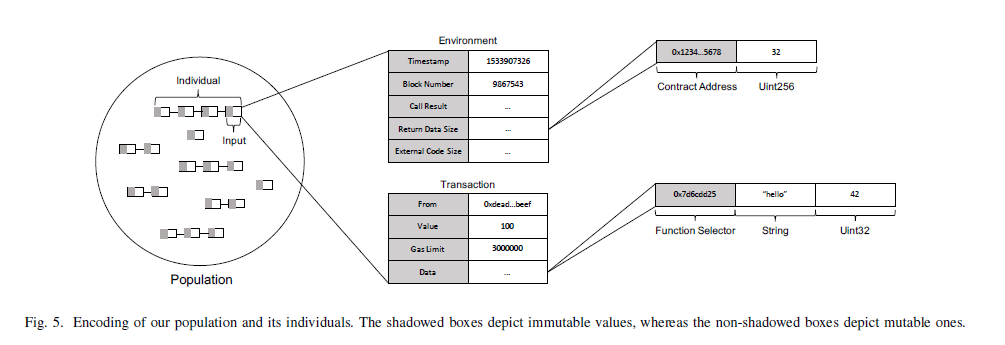 Individual
Input
Population
Environment
Timestamp 1533907326
Block Number 9867543
Call Result ...
Return Data Size ...
External Code Size ...
Transaction
From 0xdead...beef
Value 100
Gas Limit 3000000
Data ...
0x1234...5678 32
Contract Address Uint256
0x7d6cdd25 "hello" 42
Function Selector String Uint32
Fig. 5. Encoding of our population and its individuals. The shadowed boxes depict immutable values, whereas the non-shadowed boxes depict mutable ones.